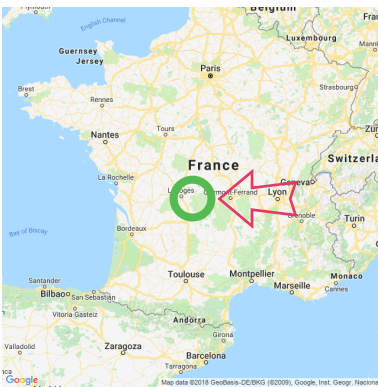 English Channel
Belgium
Guernsey
Jersey
Luxembourg
Paris
Strasbourg
Brest
Rennes
Nantes
Tours
France
La Rochelle
Limoges
Clermont-Ferrand
Geneva
Lyon
Grenoble
Turin
Bay of Biscay
Bordeaux
Toulouse
Montpellier
Marseille
Monaco
Cannes
Santander
Bilbao
San Sebastián
Vitoria-Gasteiz
Andorra
Girona
Valladolid
Zaragoza
Barcelona
Tarragona
Google
Map data ©2018 GeoBasis-DE/BKG (©2009), Google, Inst. Geogr. Naciona